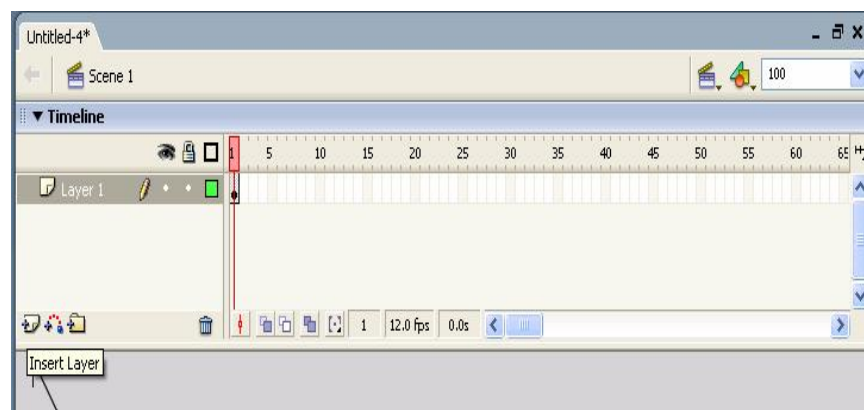 Untitled-4*
Scene 1
100
Timeline
1 5 10 15 20 25 30 35 40 45 50 55 60 65
Layer 1
1 12.0 fps 0.0s
Insert Layer